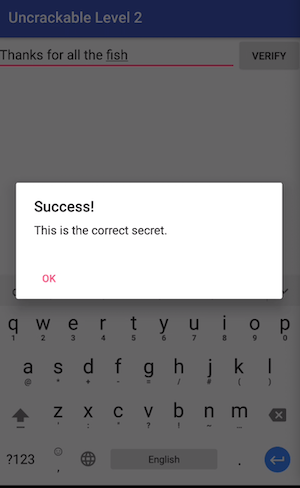 Uncrackable Level 2
Thanks for all the fish
VERIFY
Success!
This is the correct secret.
OK
q w e r t y u i o p
1 2 3 4 5 6 7 8 9 0
a s d f g h j k l
@ * + - = / # ( )
z x c v b n m
?123 , English .